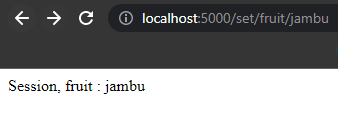 localhost:5000/set/fruit/jambu
Session, fruit : jambu